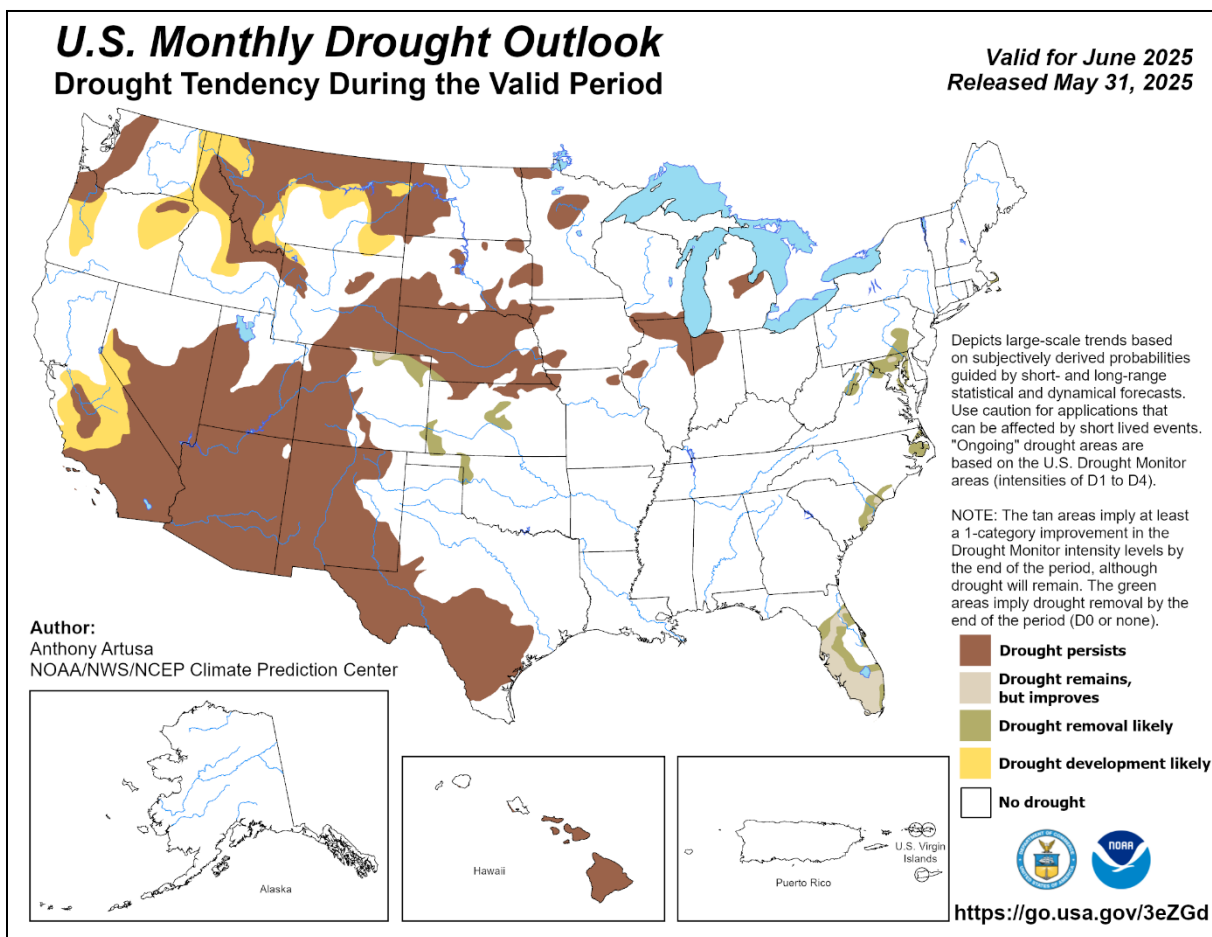 U.S. Monthly Drought Outlook
Drought Tendency During the Valid Period
Valid for June 2025
Released May 31, 2025
Depicts large-scale trends based
on subjectively derived probabilities
guided by short- and long-range
statistical and dynamical forecasts.
Use caution for applications that
can be affected by short lived events.
"Ongoing" drought areas are
based on the U.S. Drought Monitor
areas (intensities of D1 to D4).
NOTE: The tan areas imply at least
a 1-category improvement in the
Drought Monitor intensity levels by
the end of the period, although
drought will remain. The green
areas imply drought removal by the
end of the period (D0 or none).
Author:
Anthony Artusa
NOAA/NWS/NCEP Climate Prediction Center
Drought persists
Drought remains,
but improves
Drought removal likely
Drought development likely
No drought
Alaska
Hawaii
Puerto Rico
U.S. Virgin
Islands
NOAA
https://go.usa.gov/3eZGd